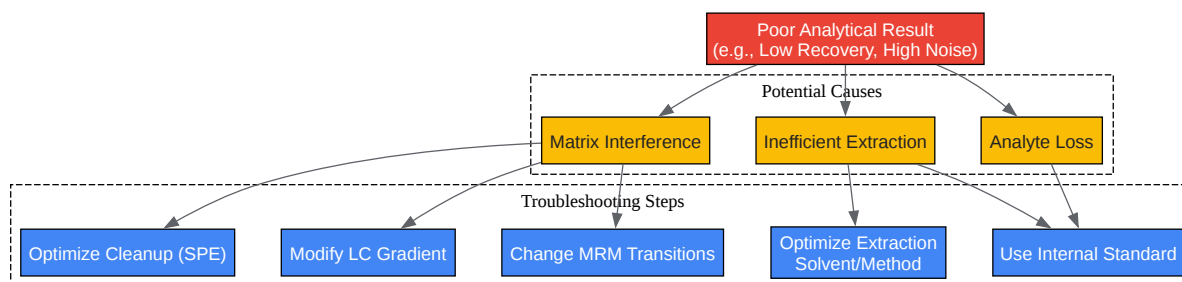 Poor Analytical Result
(e.g., Low Recovery, High Noise)
Potential Causes
Matrix Interference
Inefficient Extraction
Analyte Loss
Troubleshooting Steps
Optimize Cleanup (SPE)
Modify LC Gradient
Change MRM Transitions
Optimize Extraction
Solvent/Method
Use Internal Standard